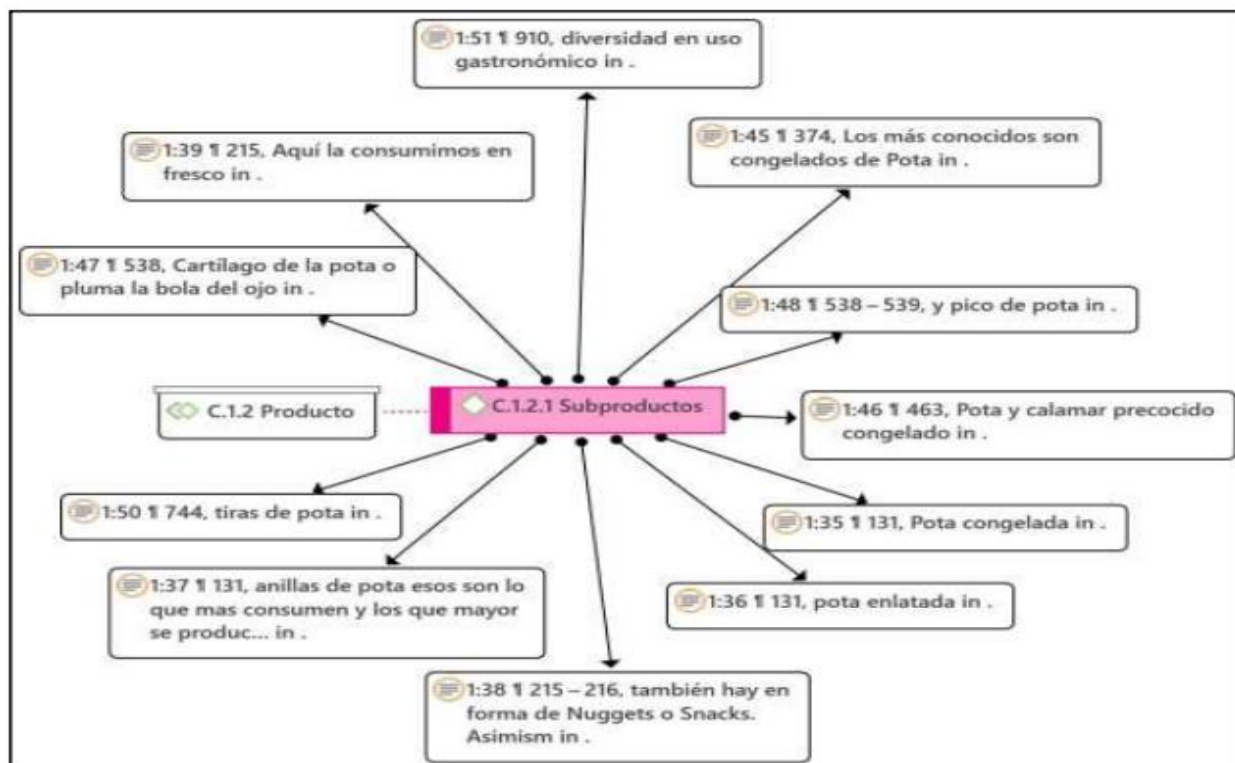 1:51 ¶ 910, diversidad en uso
gastronómico in .
1:39 ¶ 215, Aquí la consumimos en
fresco in .
1:45 ¶ 374, Los más conocidos son
congelados de Pota in .
1:47 ¶ 538, Cartílago de la pota o
pluma la bola del ojo in .
1:48 ¶ 538 – 539, y pico de pota in .
C.1.2 Producto
C.1.2.1 Subproductos
1:46 ¶ 463, Pota y calamar precocido
congelado in .
1:50 ¶ 744, tiras de pota in .
1:35 ¶ 131, Pota congelada in .
1:37 ¶ 131, anillas de pota esos son lo
que mas consumen y los que mayor
se produc... in .
1:36 ¶ 131, pota enlatada in .
1:38 ¶ 215 – 216, también hay en
forma de Nuggets o Snacks.
Asimism in .